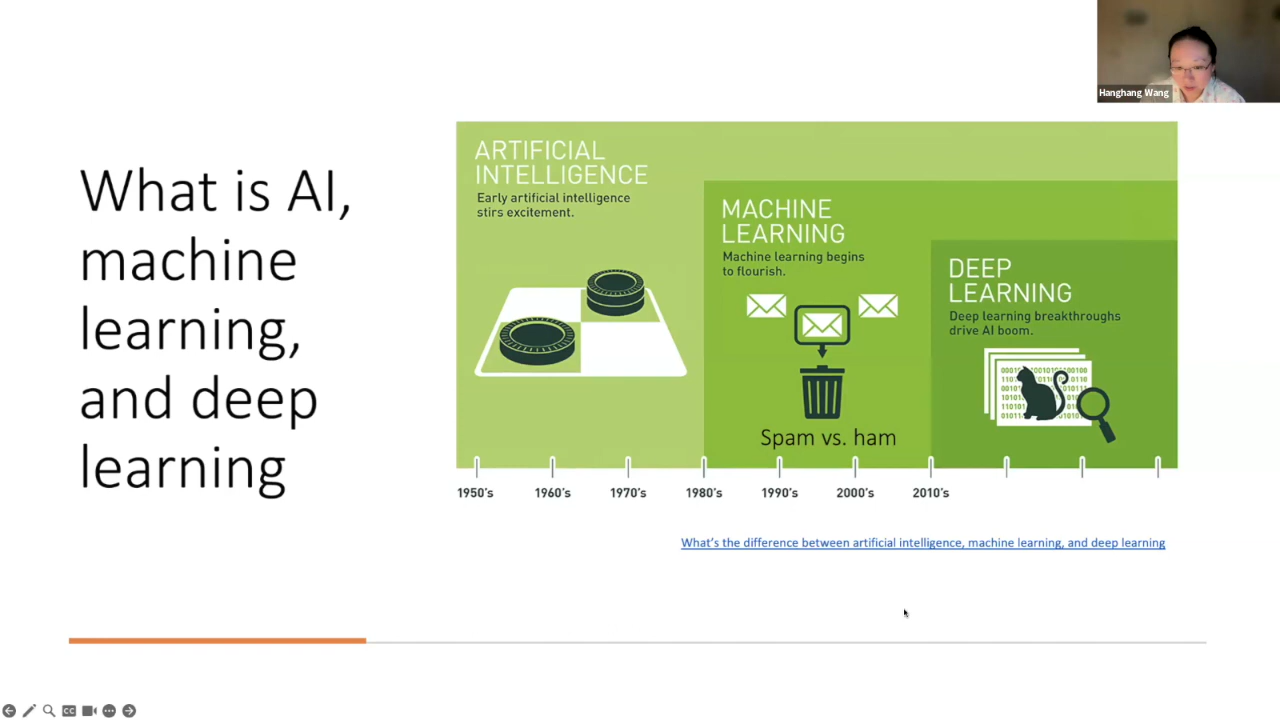 Hanghang Wang
What is AI,
machine
learning,
and deep
learning
ARTIFICIAL
INTELLIGENCE
Early artificial intelligence
stirs excitement.
MACHINE
LEARNING
Machine learning begins
to flourish.
Spam vs. ham
DEEP
LEARNING
Deep learning breakthroughs
drive AI boom.
1950's 1960's 1970's 1980's 1990's 2000's 2010's
What's the difference between artificial intelligence, machine learning, and deep learning
CC